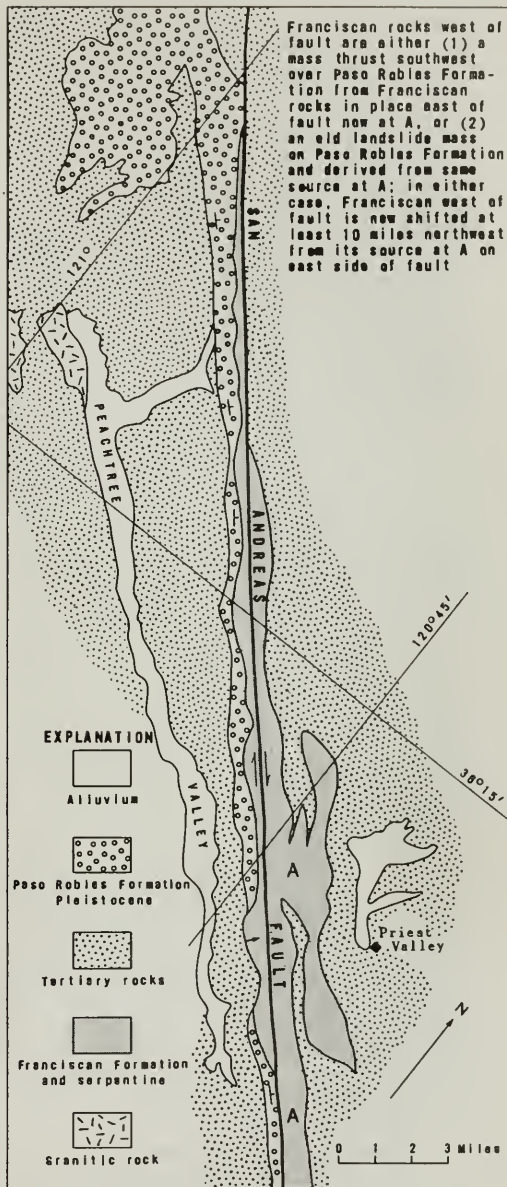 Franciscan rocks west of
fault are either (1) a
mass thrust southwest
over Paso Robles Forma-
tion from Franciscan
rocks in place east of
fault now at A, or (2)
an old landslide mass
on Paso Robles Formation
and derived from same
source at A; in either
case, Franciscan west of
fault is now shifted at
least 10 miles northwest
from its source at A on
east side of fault
SAN
121°
PEACHTREE
ANDREAS
120°45′
38°15′
EXPLANATION
Alluvium
VALLEY
A
Paso Robles Formation
Pleistocene
FAULT
Priest
Valley
Tertiary rocks
N
Franciscan Formation
and serpentine
A
Granitic rock
0 1 2 3 Miles